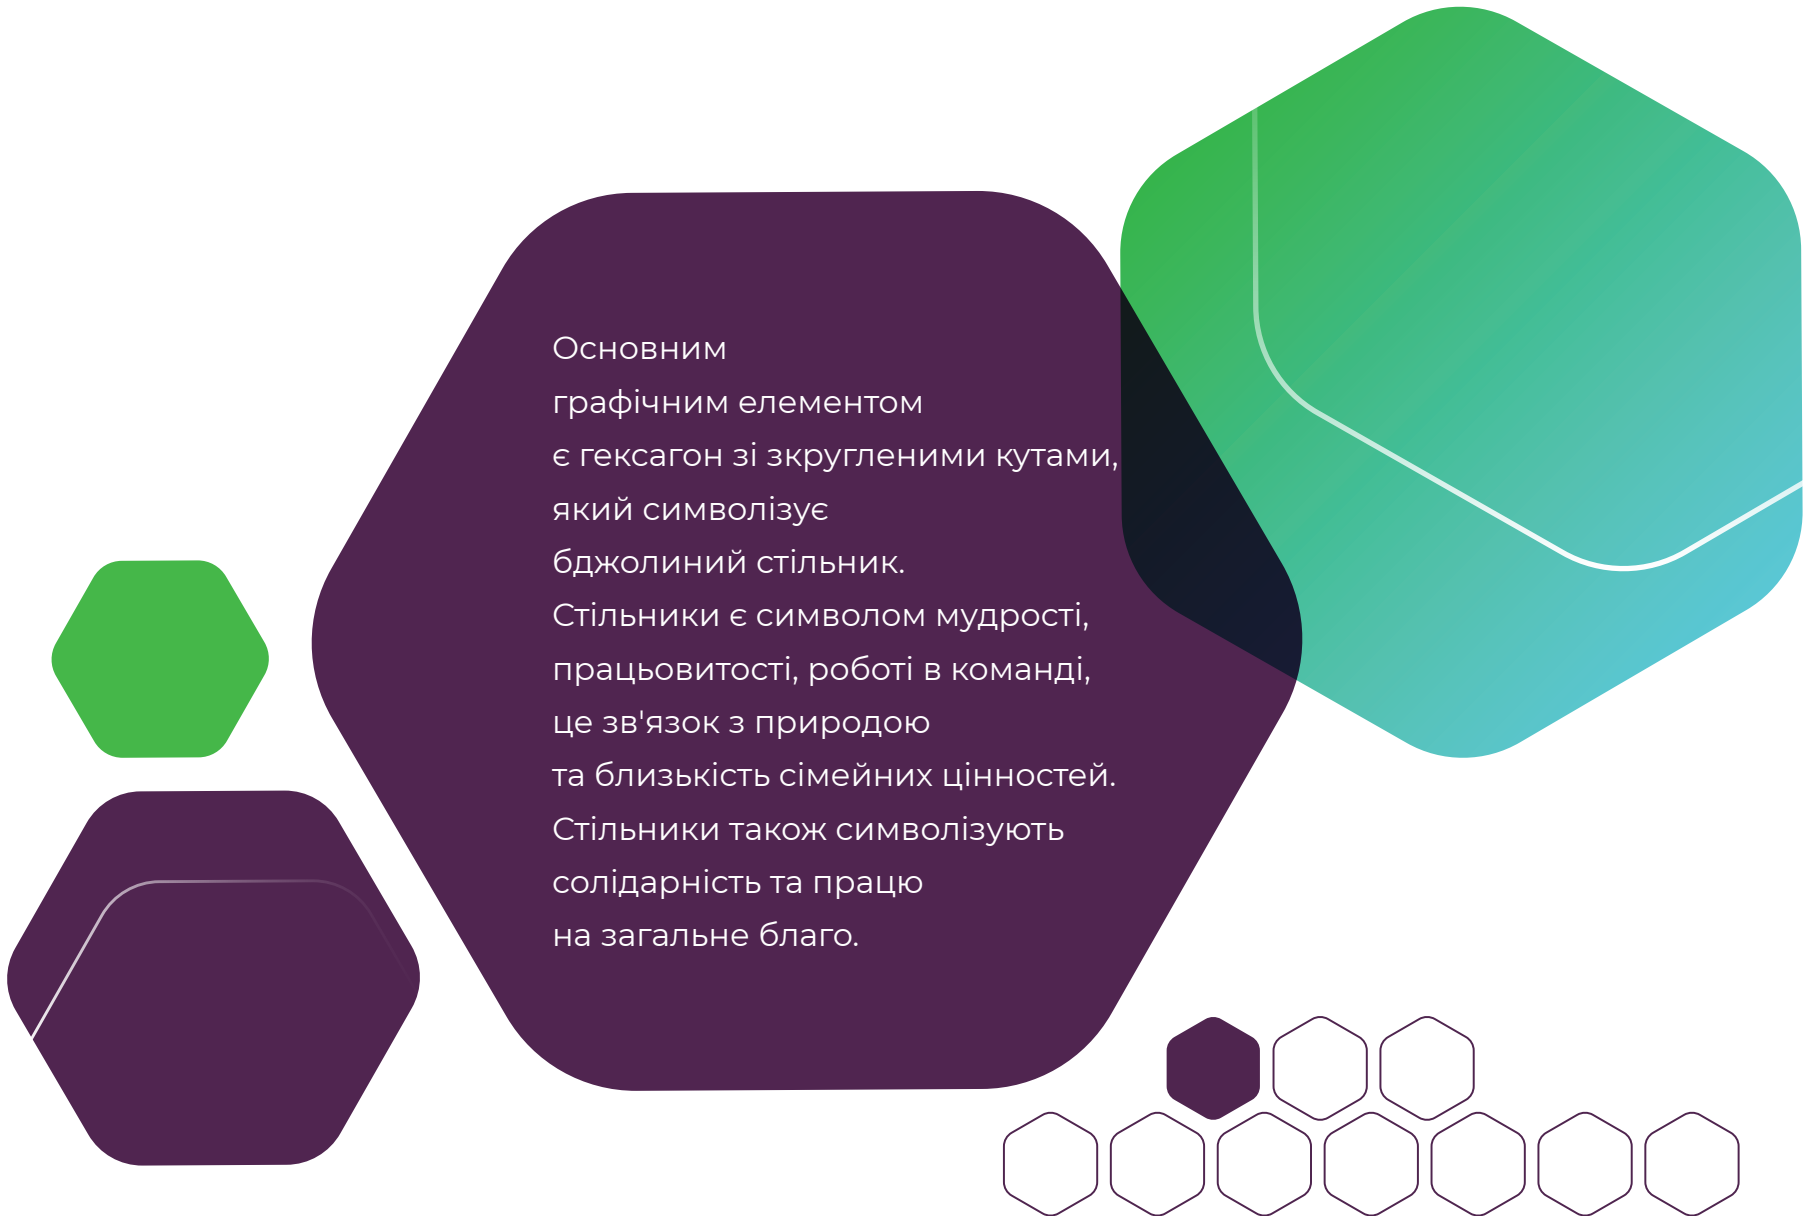 Основним
графічним елементом
є гексагон зі зкругленими кутами,
який символізує
бджолиний стільник.
Стільники є символом мудрості,
працьовитості, роботі в команді,
це зв'язок з природою
та близькість сімейних цінностей.
Стільники також символізують
солідарність та працю
на загальне благо.